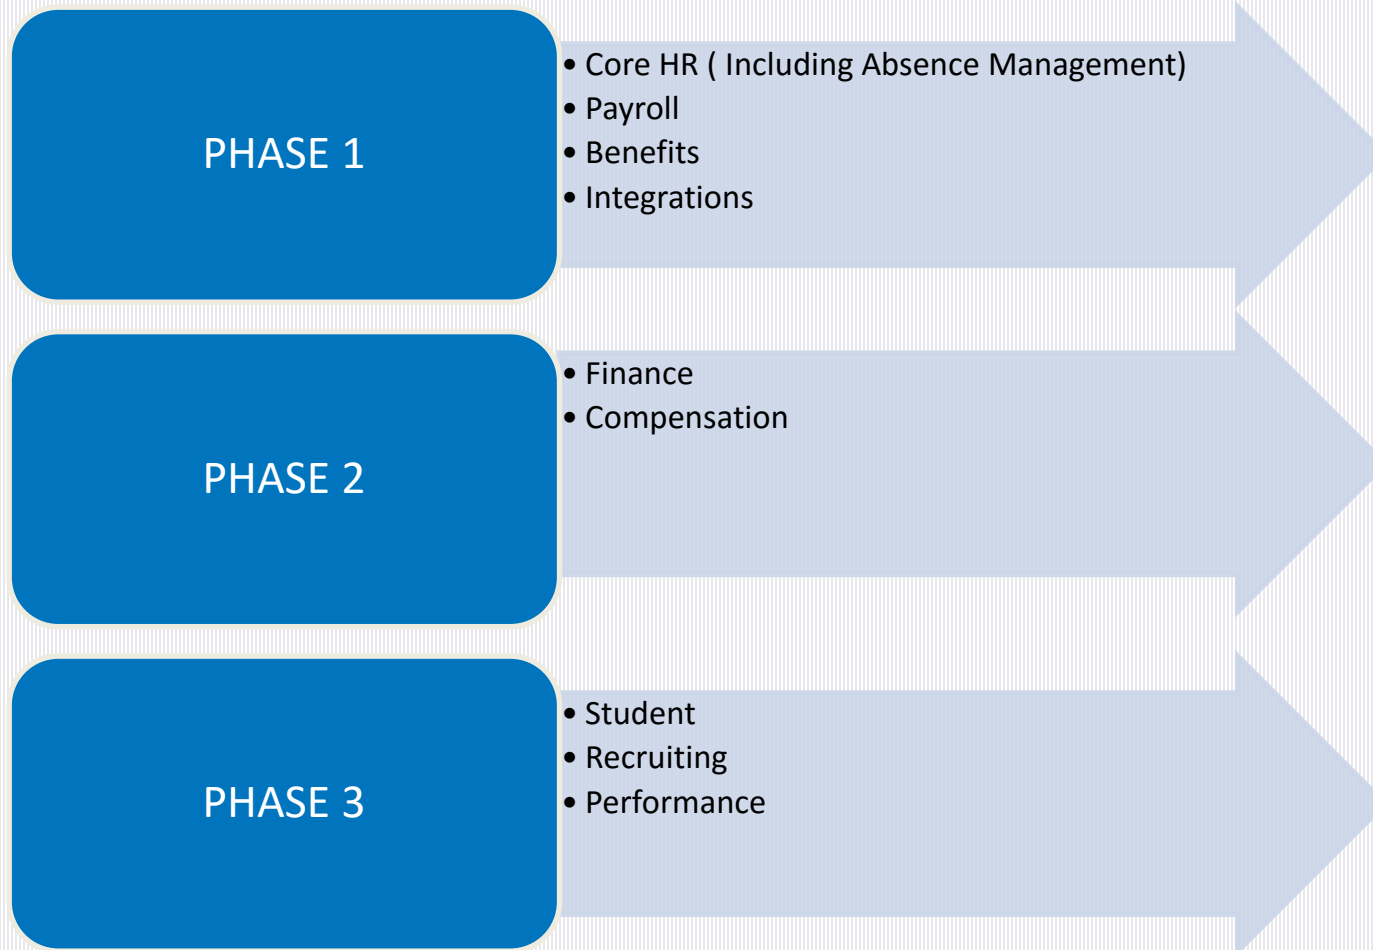 PHASE 1
• Core HR ( Including Absence Management)
• Payroll
• Benefits
• Integrations
PHASE 2
• Finance
• Compensation
PHASE 3
• Student
• Recruiting
• Performance